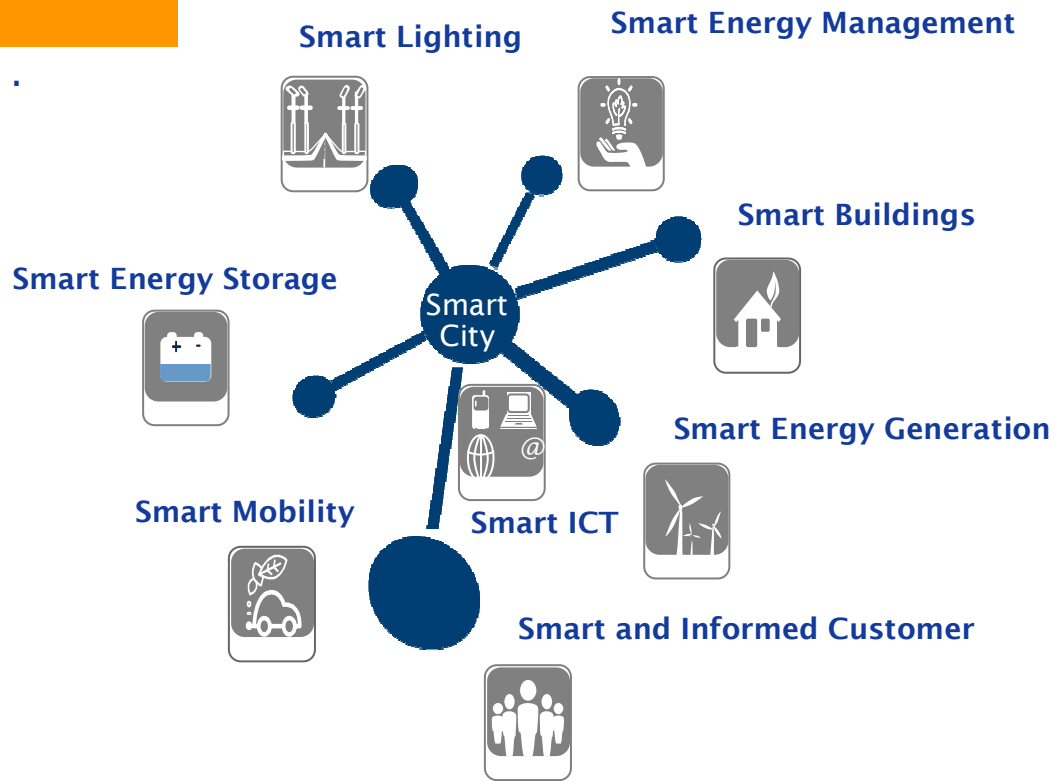 Smart Lighting
Smart Energy Management
.
Smart Buildings
Smart Energy Storage
Smart
City
+ -
@
Smart Energy Generation
Smart Mobility
Smart ICT
Smart and Informed Customer